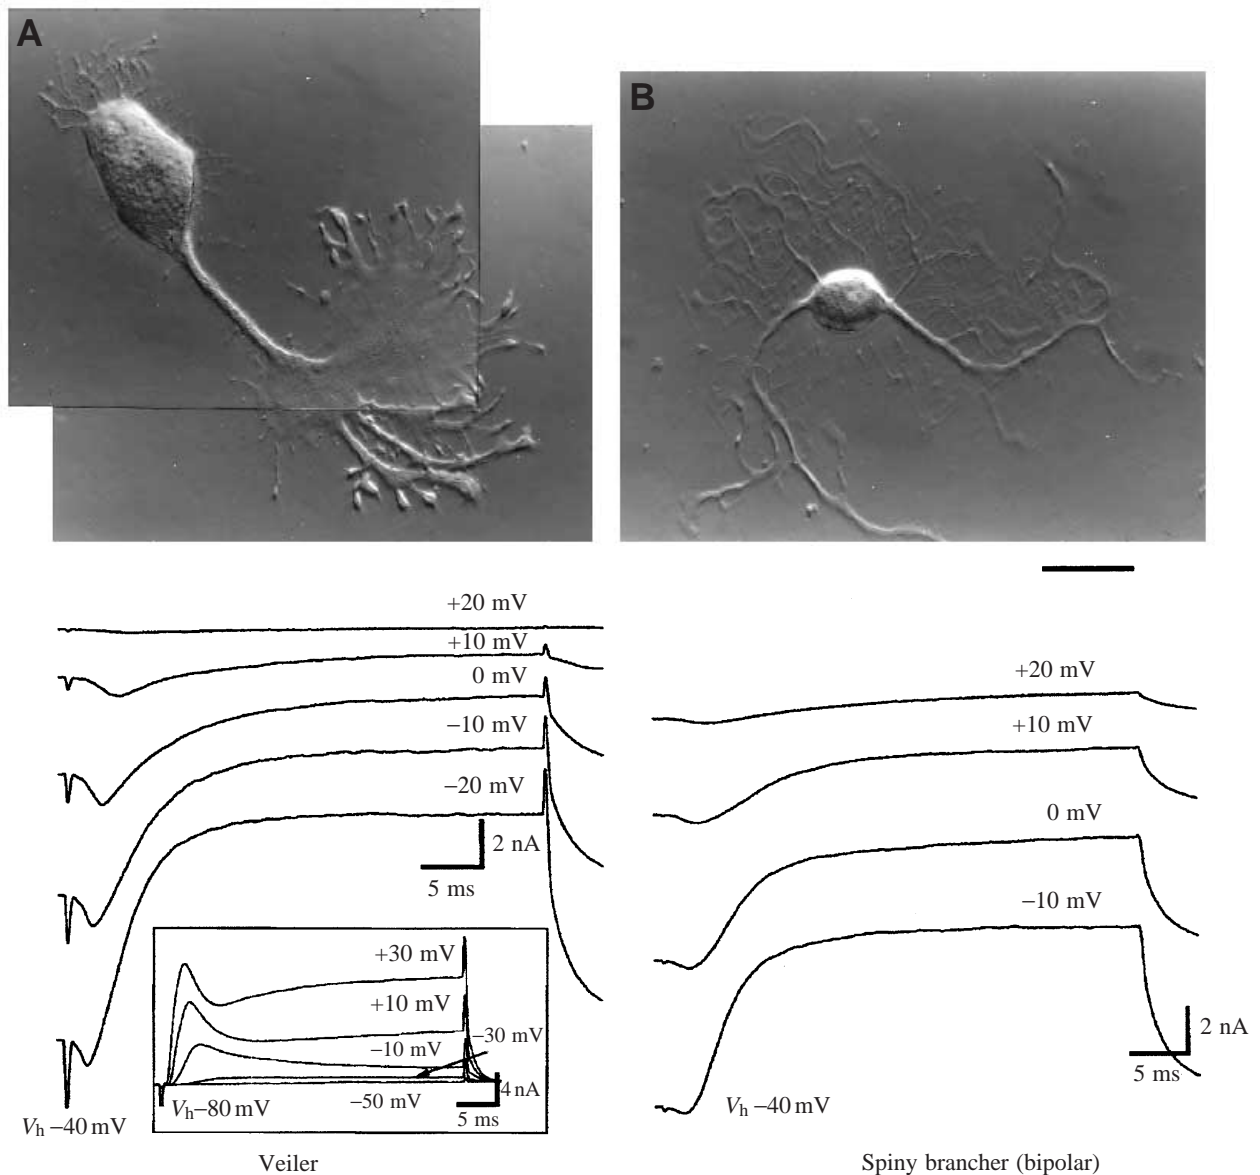 A
B
+20 mV
+10 mV
0 mV
−10 mV
−20 mV
2 nA
5 ms
+30 mV
+10 mV
−30 mV
−10 mV
−50 mV
4 nA
5 ms
Vh −80 mV
Vh −40 mV
Veiler
+20 mV
+10 mV
0 mV
−10 mV
2 nA
5 ms
Vh −40 mV
Spiny brancher (bipolar)